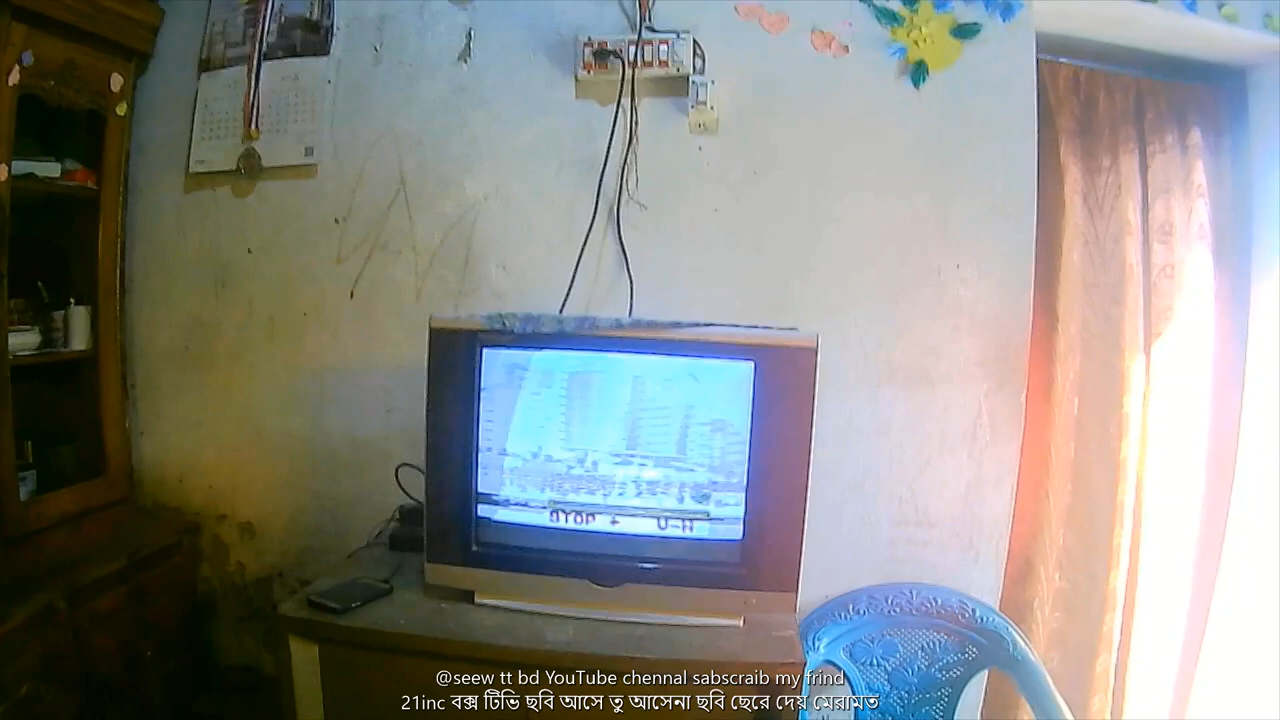 @seew tt bd YouTube chennal sabscraib my frind
21inc বক্স টিভি ছবি আসে তু আসেনা ছবি ছেরে দেয় মেরামত